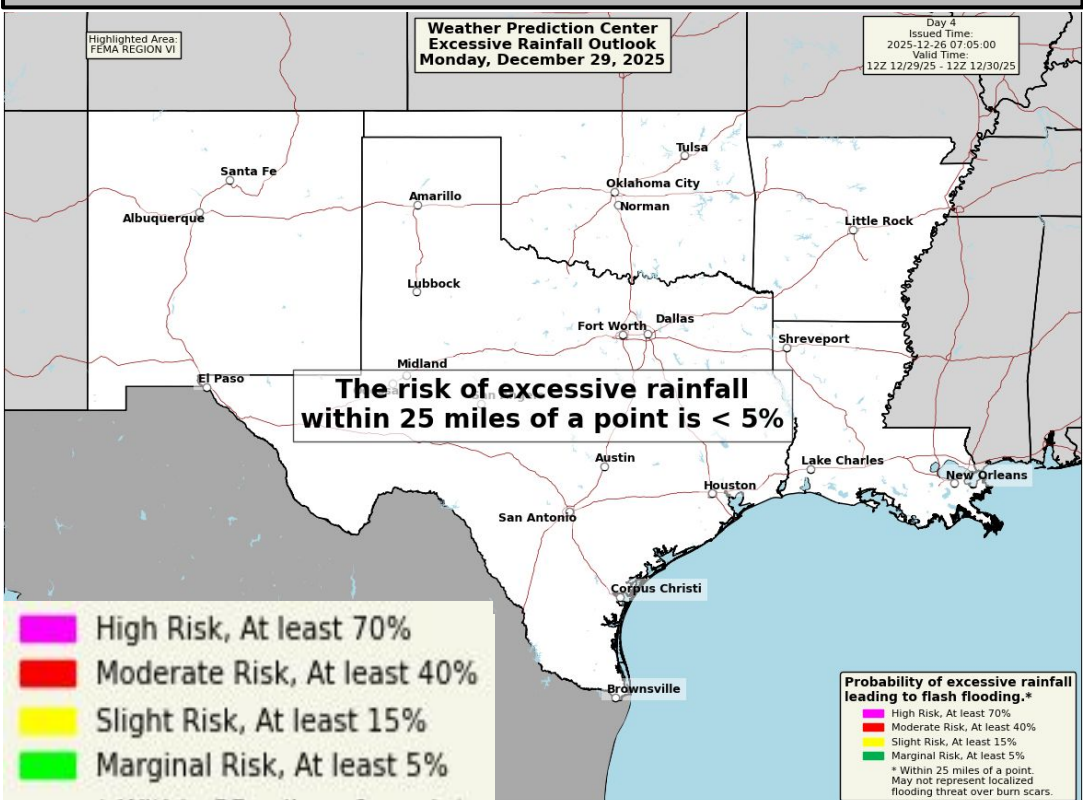 Highlighted Area:
FEMA REGION VI
Weather Prediction Center
Excessive Rainfall Outlook
Monday, December 29, 2025
Day 4
Issued Time:
2025-12-26 07:05:00
Valid Time:
12Z 12/29/25 - 12Z 12/30/25
Tulsa
Santa Fe
Oklahoma City
Amarillo
Norman
Albuquerque
Little Rock
Lubbock
Fort Worth
Dallas
Shreveport
Midland
El Paso
The risk of excessive rainfall
within 25 miles of a point is < 5%
Austin
Lake Charles
New Orleans
Houston
San Antonio
Corpus Christi
Brownsville
High Risk, At least 70%
Moderate Risk, At least 40%
Slight Risk, At least 15%
Marginal Risk, At least 5%
Probability of excessive rainfall
leading to flash flooding.*
High Risk, At least 70%
Moderate Risk, At least 40%
Slight Risk, At least 15%
Marginal Risk, At least 5%
* Within 25 miles of a point.
May not represent localized
flooding threat over burn scars.